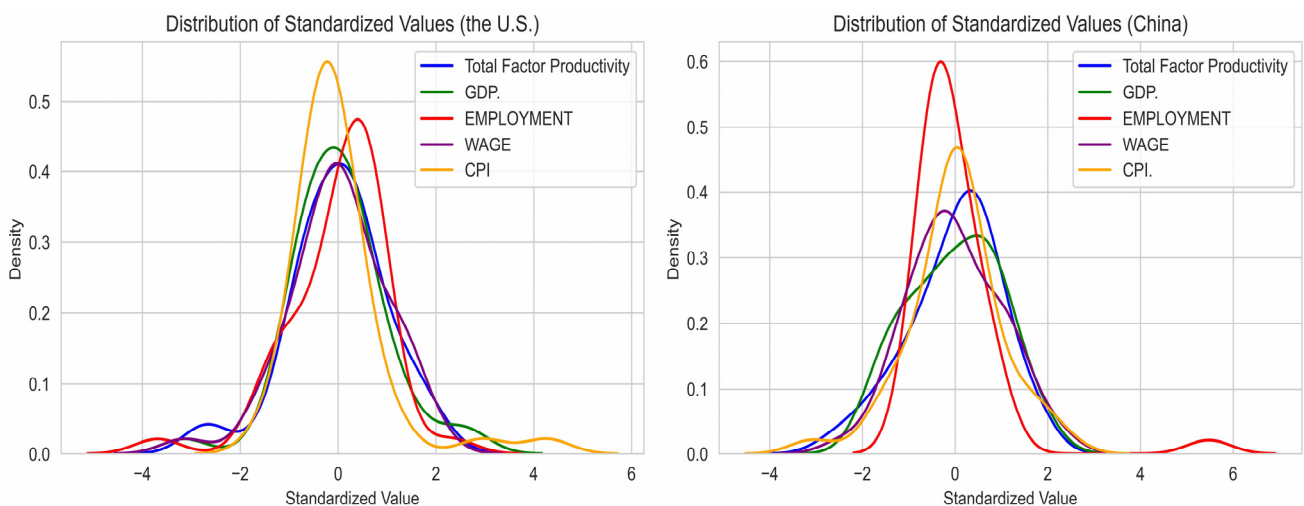 Distribution of Standardized Values (the U.S.)
Total Factor Productivity
GDP.
EMPLOYMENT
WAGE
CPI
Density
0.5
0.4
0.3
0.2
0.1
0.0
−4 −2 0 2 4 6
Standardized Value
Distribution of Standardized Values (China)
Total Factor Productivity
GDP.
EMPLOYMENT
WAGE
CPI.
Density
0.6
0.5
0.4
0.3
0.2
0.1
0.0
−4 −2 0 2 4 6
Standardized Value